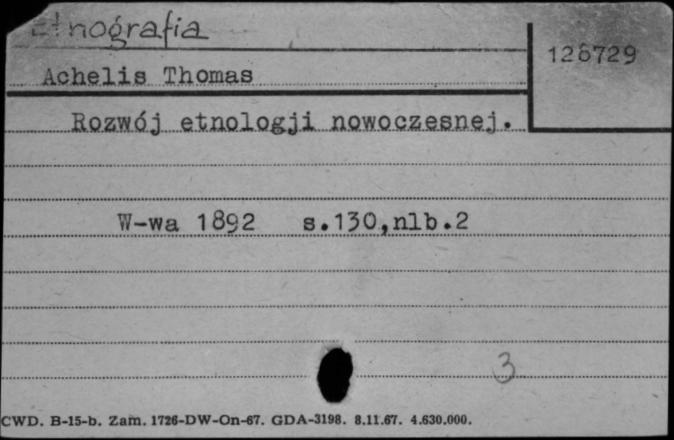 Etnografia
126729
Achelis Thomas
Rozwój etnologji nowoczesnej.
W-wa 1892 s.130,nlb.2
3
CWD. B-15-b. Zam. 1726-DW-On-67. GDA-3198. 8.11.67. 4.630.000.